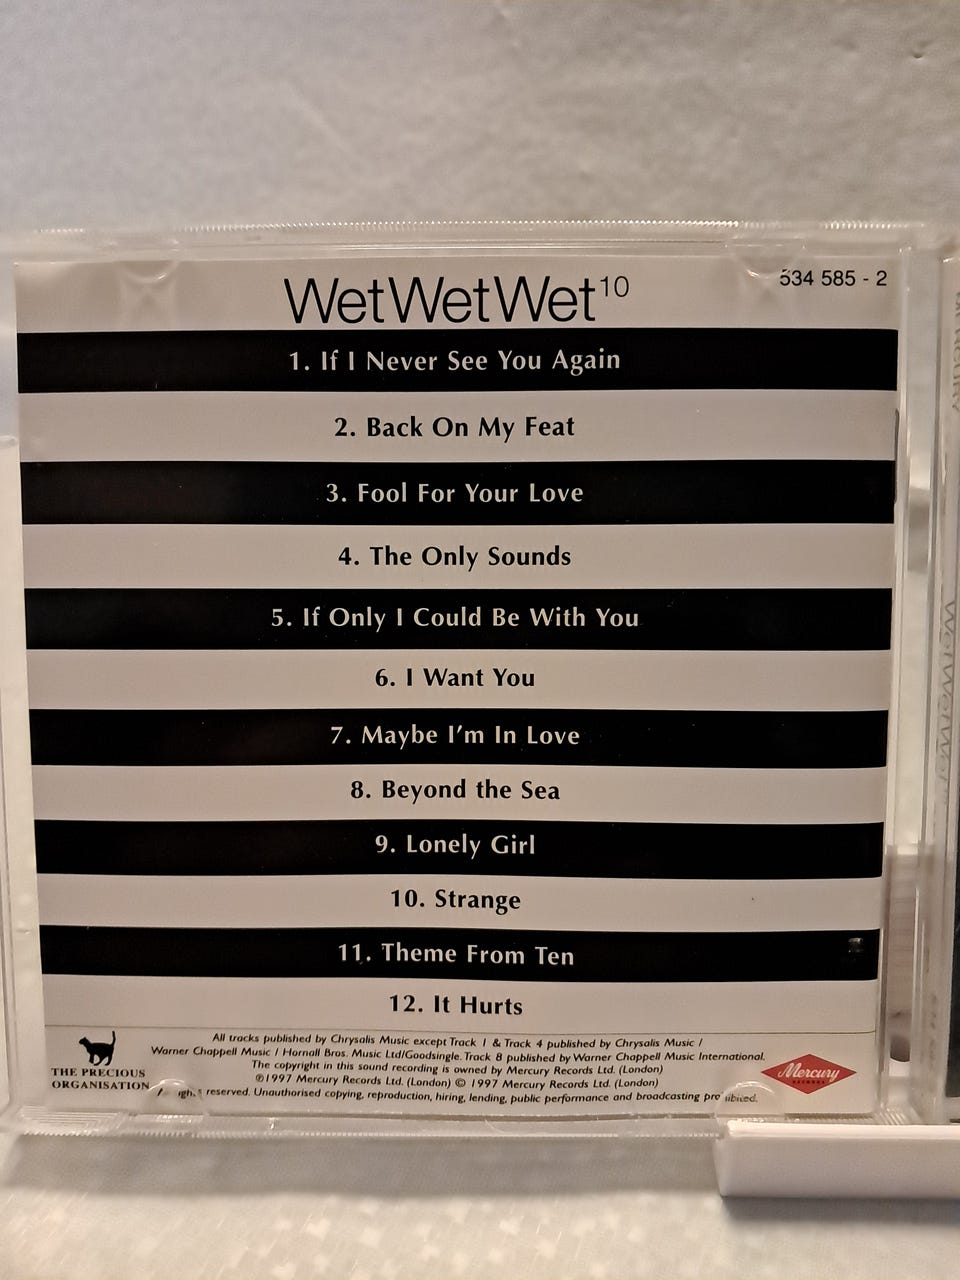 WetWetWet¹⁰
534 585 - 2
1. If I Never See You Again
2. Back On My Feat
3. Fool For Your Love
4. The Only Sounds
5. If Only I Could Be With You
6. I Want You
7. Maybe I'm In Love
8. Beyond the Sea
9. Lonely Girl
10. Strange
11. Theme From Ten
12. It Hurts
All tracks published by Chrysalis Music except Track 1 & Track 4 published by Chrysalis Music /
Warner Chappell Music / Hornall Bros. Music Ltd/Goodsingle. Track 8 published by Warner Chappell Music International.
The copyright in this sound recording is owned by Mercury Records Ltd. (London)
℗1997 Mercury Records Ltd. (London) © 1997 Mercury Records Ltd. (London)
reserved. Unauthorised copying, reproduction, hiring, lending, public performance and broadcasting prohibited.
THE PRECIOUS
ORGANISATION
Mercury
RECORDS